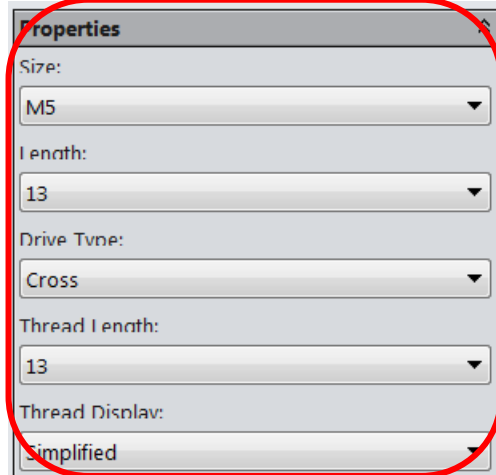 Properties
Size:
M5
Length:
13
Drive Type:
Cross
Thread Length:
13
Thread Display:
Simplified